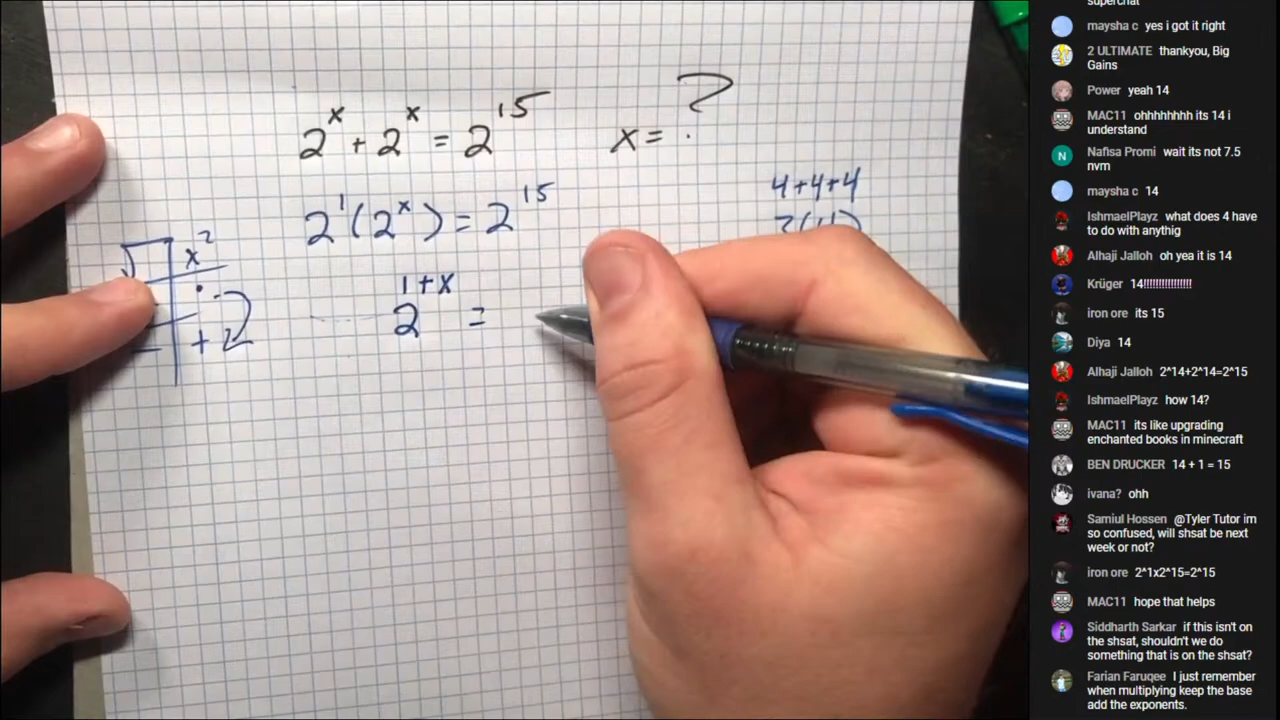 2^x + 2^x = 2^15 x = ?
2^1(2^x) = 2^15
4+4+4
x^2
+
2^1+x =
superchat
maysha c yes i got it right
2 ULTIMATE thankyou, Big
Gains
Power yeah 14
MAC11 ohhhhhhhh its 14 i
understand
N
Nafisa Promi wait its not 7.5
nvm
maysha c 14
IshmaelPlayz what does 4 have
to do with anythig
Alhaji Jalloh oh yea it is 14
Krüger 14!!!!!!!!!!!!!!!!
iron ore its 15
Diya 14
Alhaji Jalloh 2^14+2^14=2^15
IshmaelPlayz how 14?
MAC11 its like upgrading
enchanted books in minecraft
BEN DRUCKER 14 + 1 = 15
ivana? ohh
Samiul Hossen @Tyler Tutor im
so confused, will shsat be next
week or not?
iron ore 2^1x2^15=2^15
MAC11 hope that helps
Siddharth Sarkar if this isn't on
the shsat, shouldn't we do
something that is on the shsat?
Farian Faruqee I just remember
when multiplying keep the base
add the exponents.